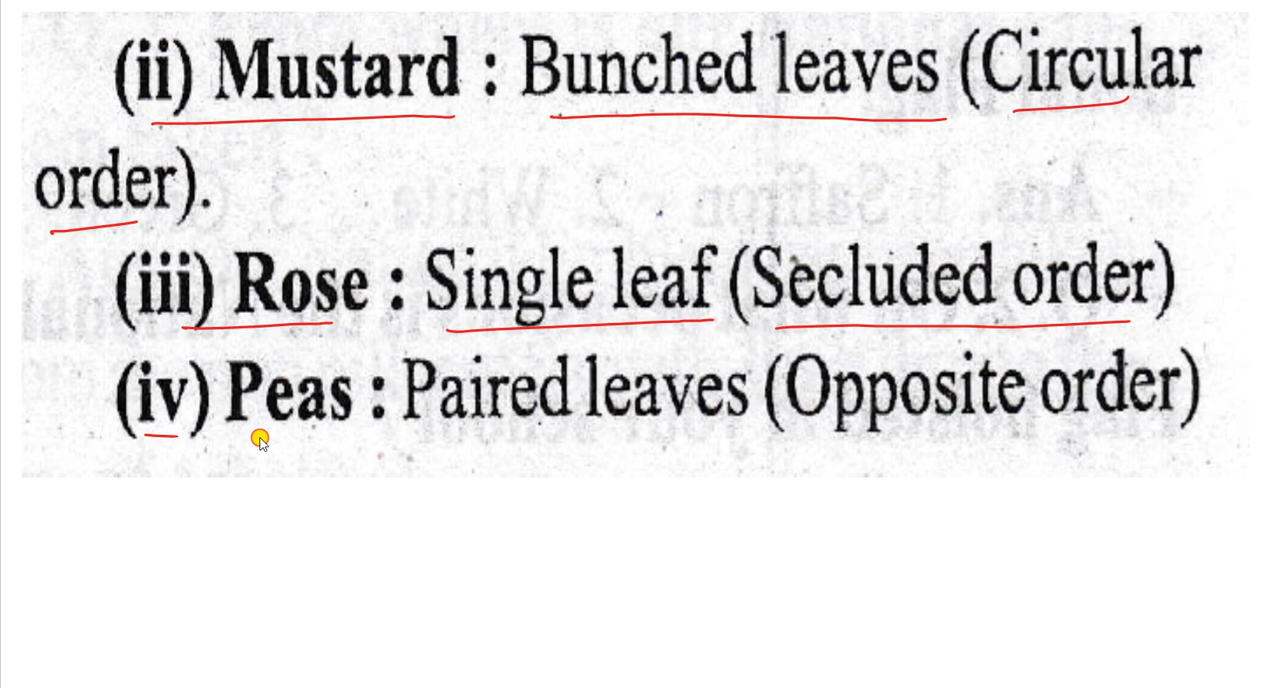 (ii) Mustard : Bunched leaves (Circular
order).
(iii) Rose : Single leaf (Secluded order)
(iv) Peas : Paired leaves (Opposite order)